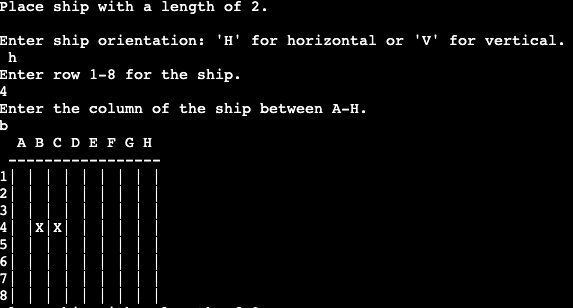 Place ship with a length of 2.
Enter ship orientation: 'H' for horizontal or 'V' for vertical.
h
Enter row 1-8 for the ship.
4
Enter the column of the ship between A-H.
b
A B C D E F G H
-----------------
1| | | | | | | | |
2| | | | | | | | |
3| | | | | | | | |
4| |X|X| | | | | |
5| | | | | | | | |
6| | | | | | | | |
7| | | | | | | | |
8| | | | | | | | |